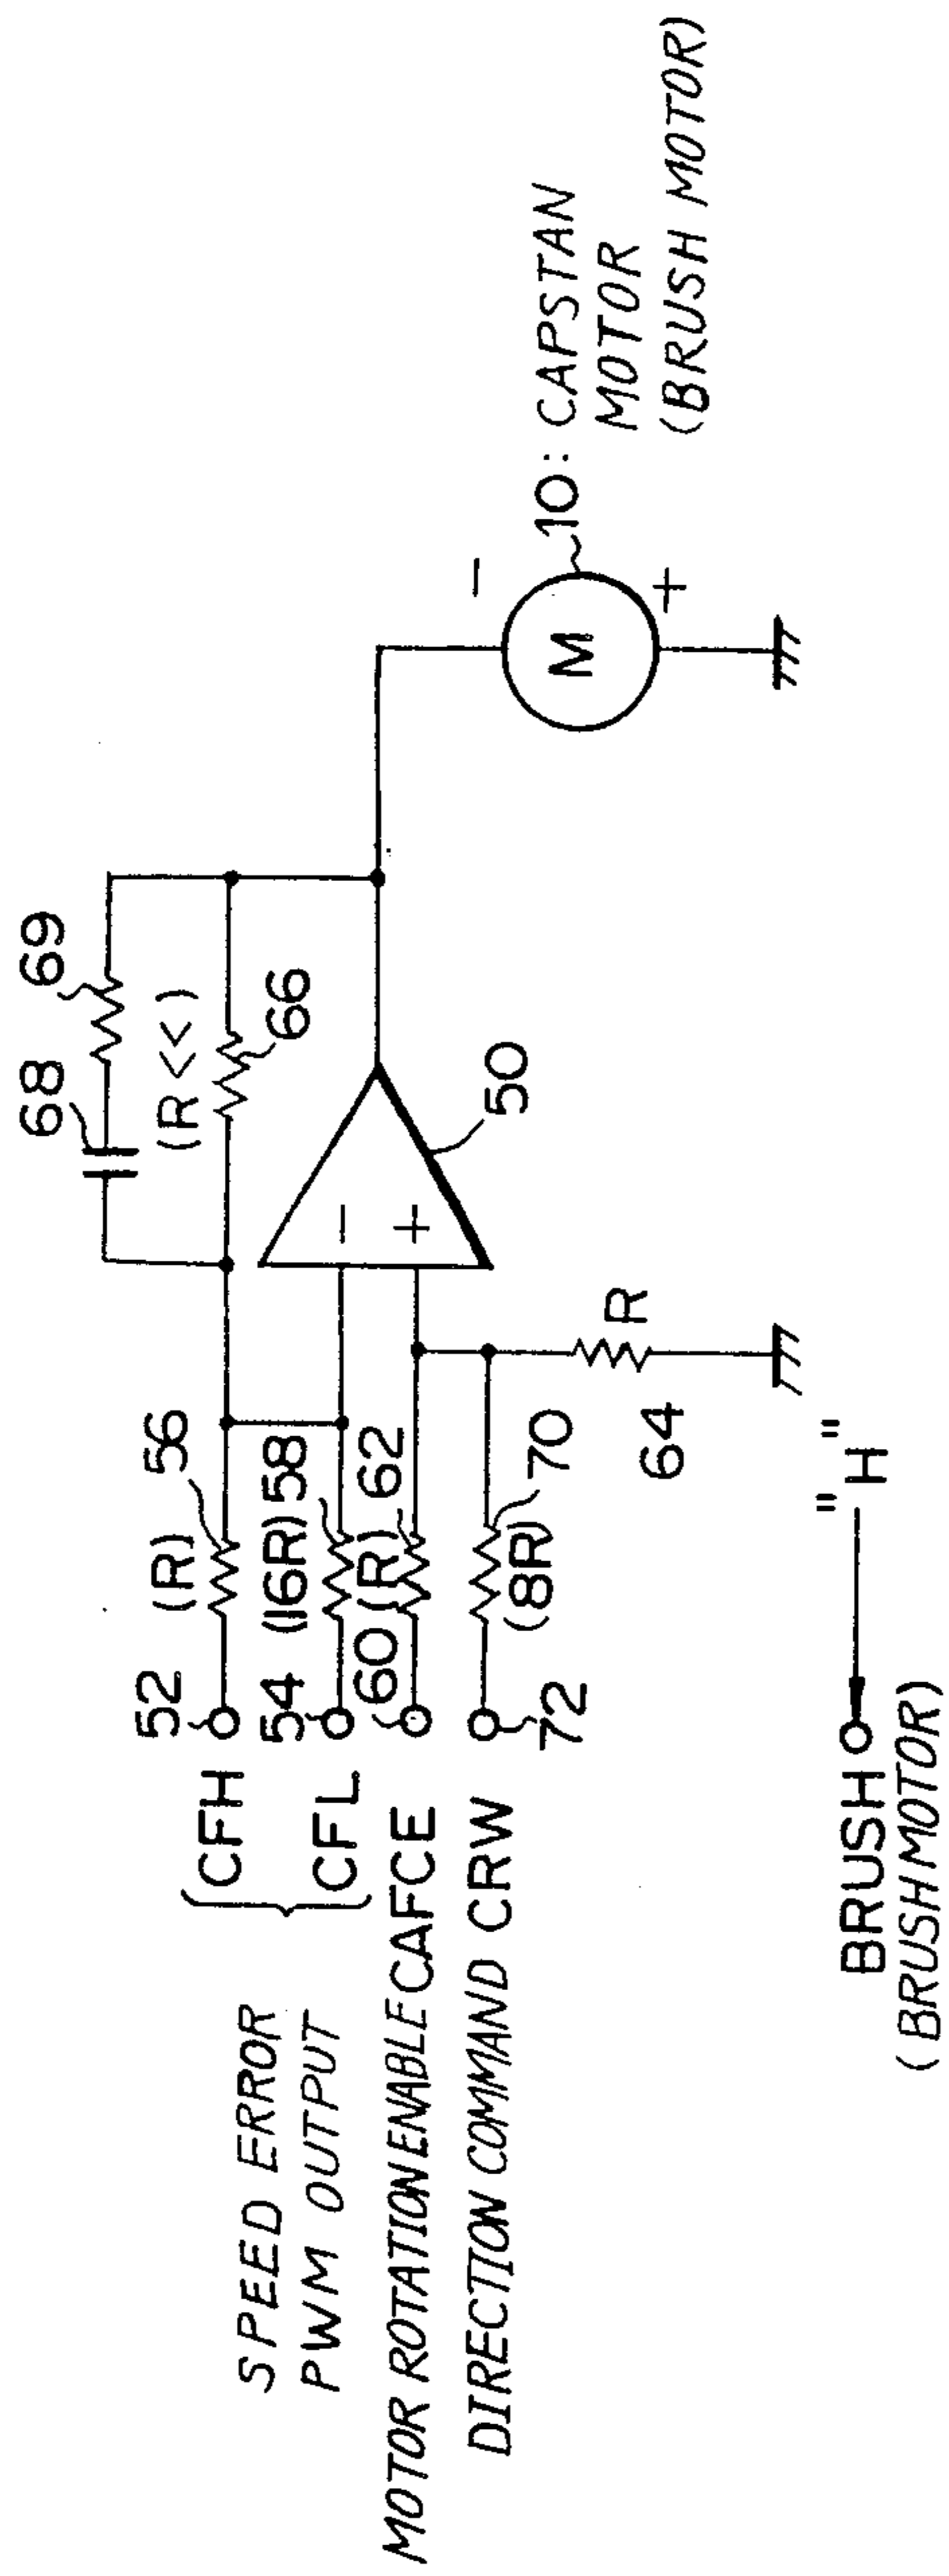 SPEED ERROR
PWM OUTPUT
CFH
CFL
MOTOR ROTATION ENABLE CAFCE
DIRECTION COMMAND CRW
52
54
60
72
(R)
56
(16R)
58
(R)
62
(8R)
70
64
R
68
69
(R <<)
66
−
+
50
M
−
+
10: CAPSTAN
MOTOR
(BRUSH MOTOR)
BRUSH
"H"
(BRUSH MOTOR)